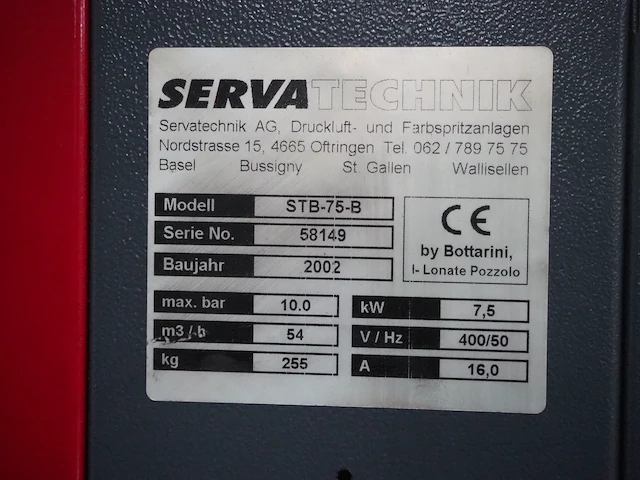 SERVATECHNIK
Servatechnik AG, Druckluft- und Farbspritzanlagen
Nordstrasse 15, 4665 Oftringen Tel. 062 / 789 75 75
Basel Bussigny St. Gallen Wallisellen
Modell STB-75-B
Serie No. 58149
Baujahr 2002
CE
by Bottarini,
I- Lonate Pozzolo
max. bar 10.0
m3 / h 54
kg 255
kW 7,5
V / Hz 400/50
A 16,0